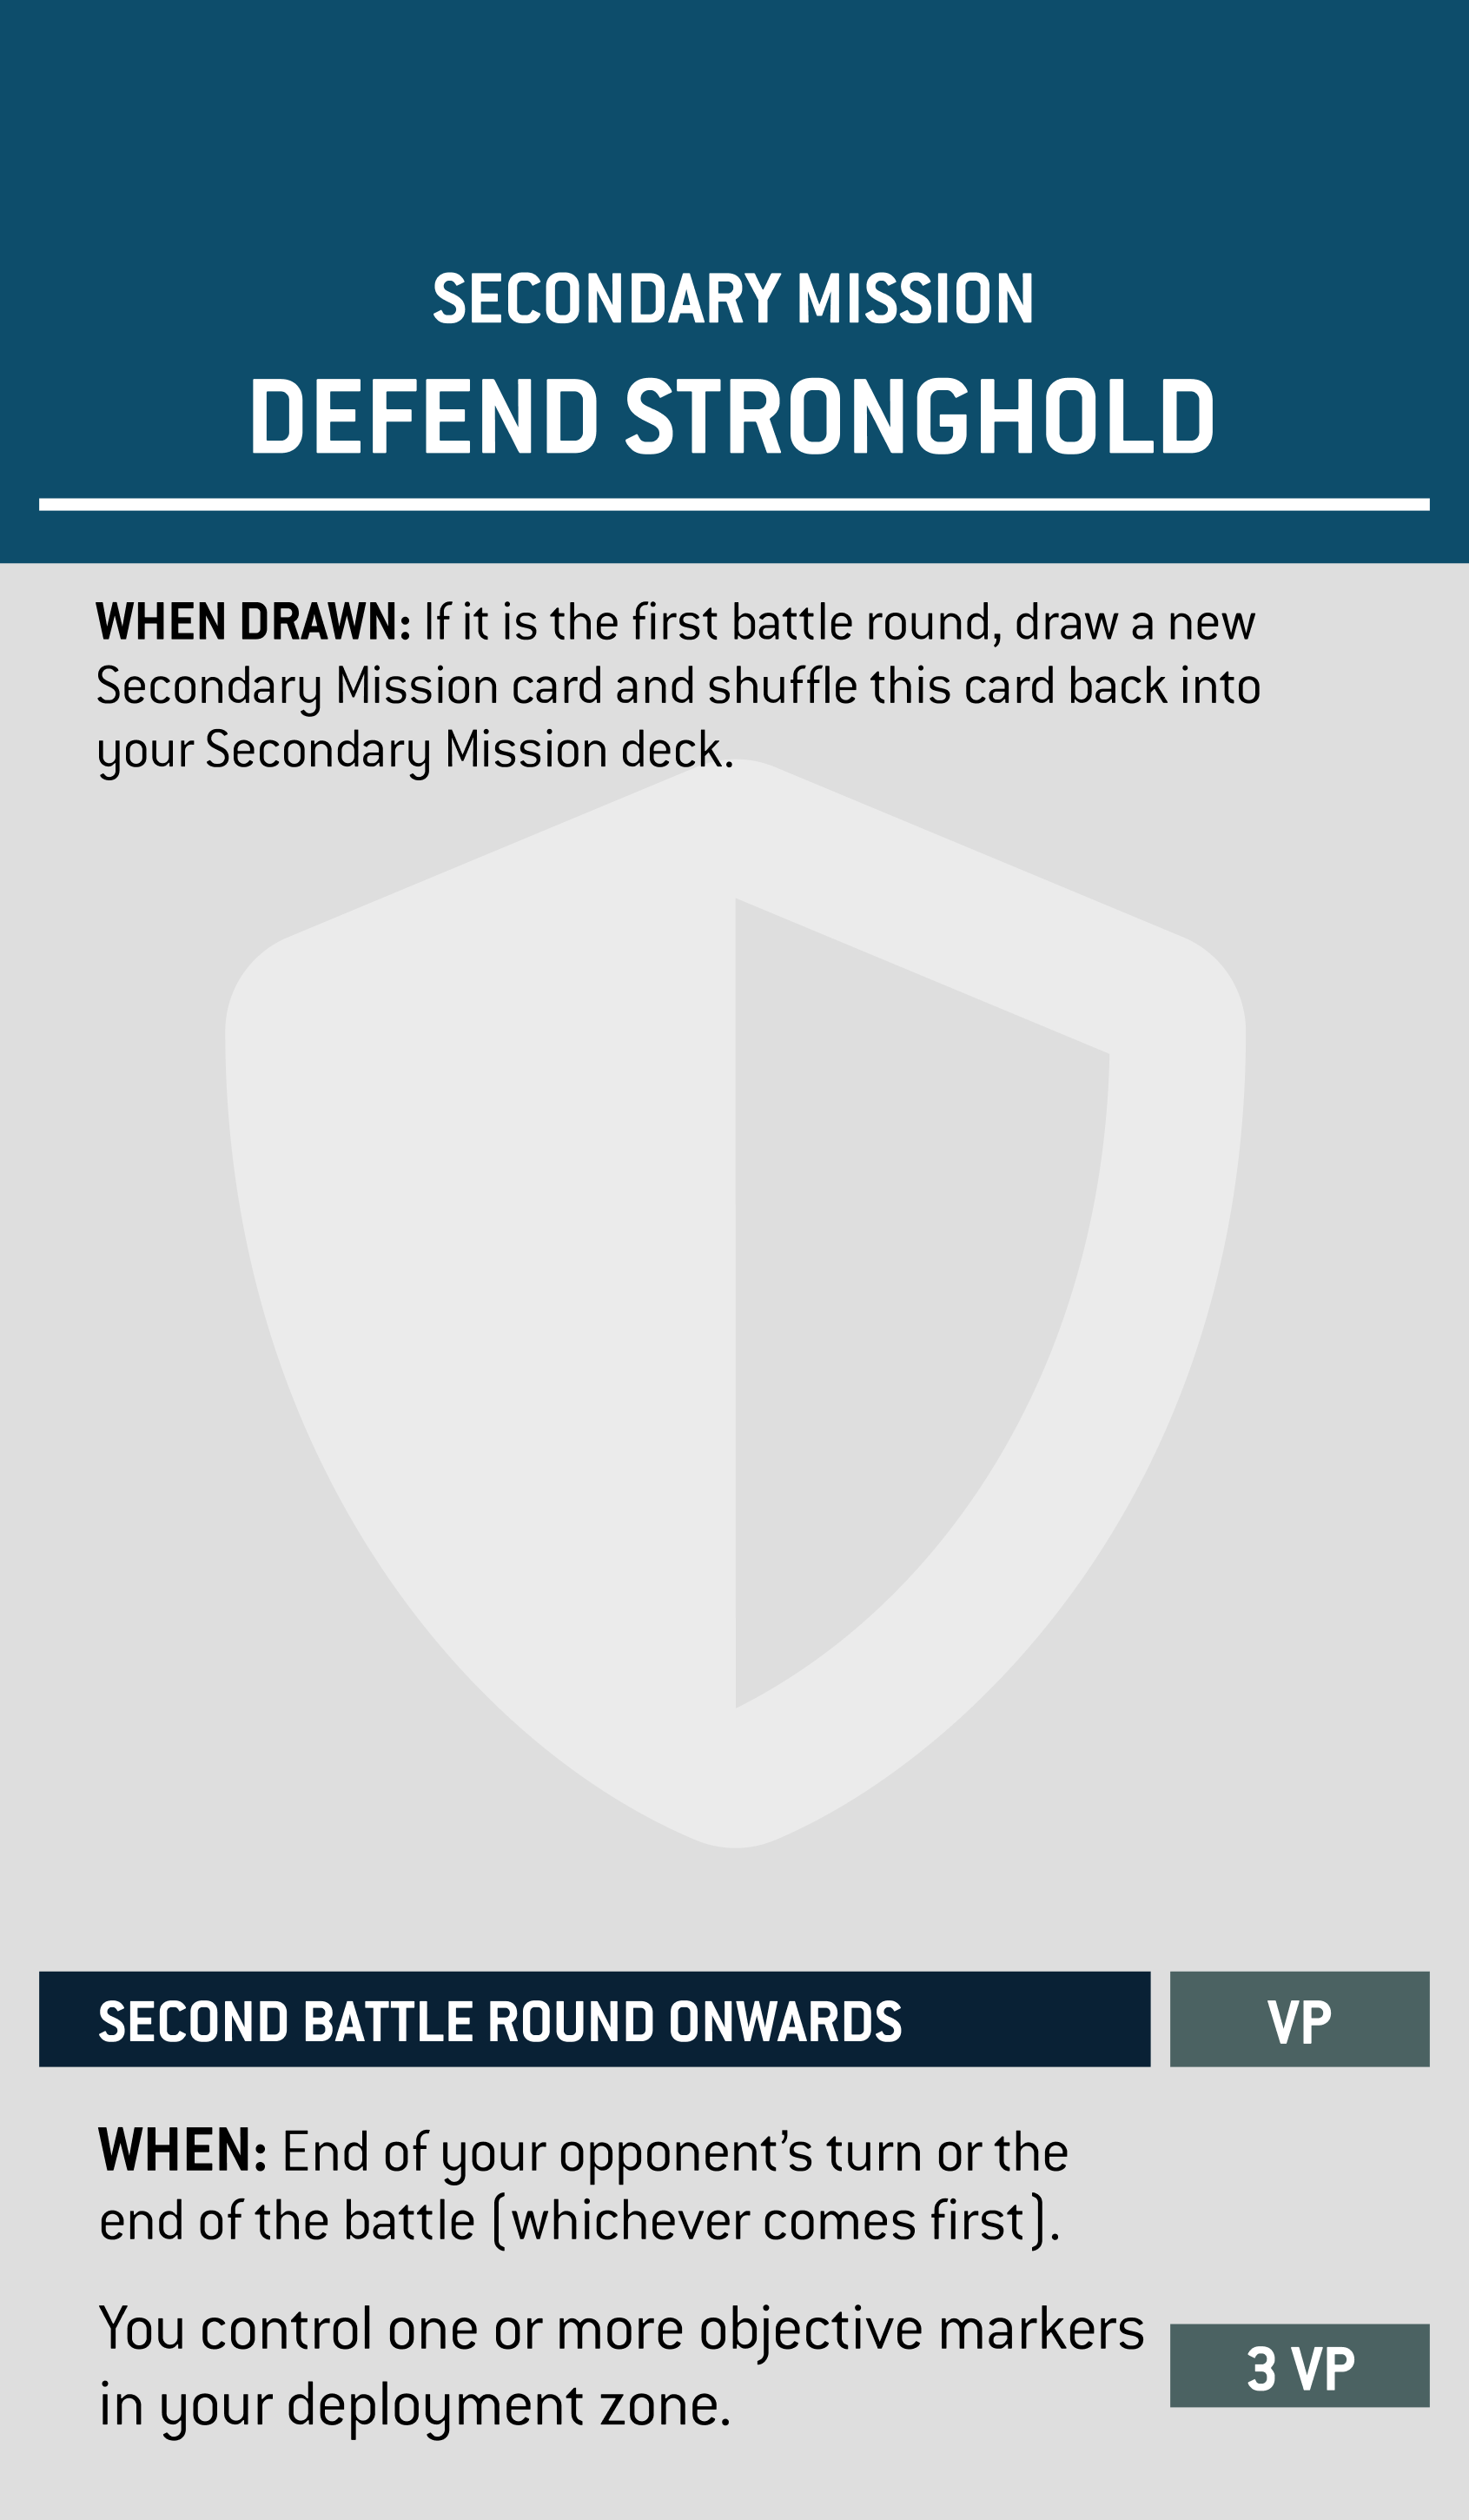 SECONDARY MISSION
DEFEND STRONGHOLD
WHEN DRAWN: If it is the first battle round, draw a new
Secondary Mission card and shuffle this card back into
your Secondary Mission deck.
SECOND BATTLE ROUND ONWARDS
VP
WHEN: End of your opponent’s turn or the
end of the battle (whichever comes first).
You control one or more objective markers
in your deployment zone.
3 VP